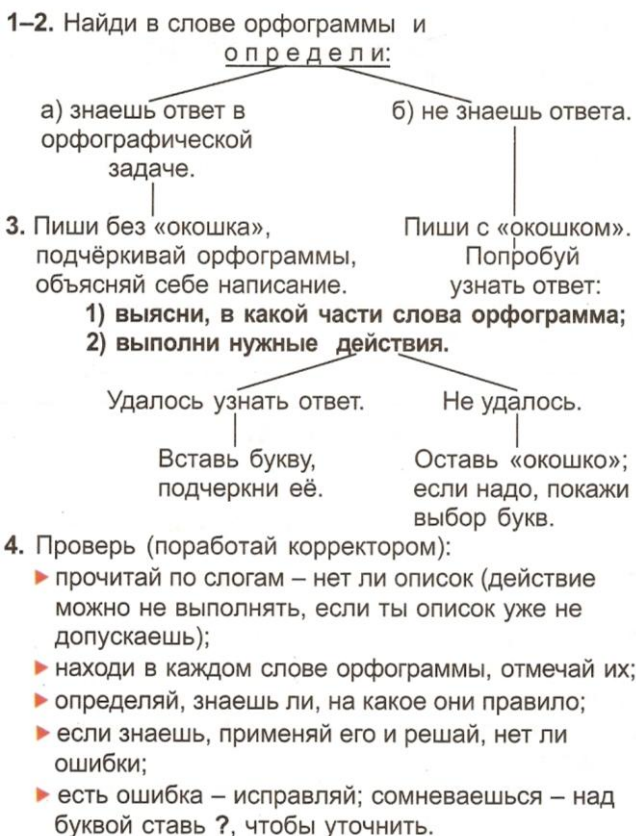 1–2. Найди в слове орфограммы и
определи:
а) знаешь ответ в
орфографической
задаче.
б) не знаешь ответа.
3. Пиши без «окошка»,
подчёркивай орфограммы,
объясняй себе написание.
Пиши с «окошком».
Попробуй
узнать ответ:
1) выясни, в какой части слова орфограмма;
2) выполни нужные действия.
Удалось узнать ответ.
Не удалось.
Вставь букву,
подчеркни её.
Оставь «окошко»;
если надо, покажи
выбор букв.
4. Проверь (поработай корректором):
▶ прочитай по слогам – нет ли описок (действие
можно не выполнять, если ты описок уже не
допускаешь);
▶ находи в каждом слове орфограммы, отмечай их;
▶ определяй, знаешь ли, на какое они правило;
▶ если знаешь, применяй его и решай, нет ли
ошибки;
▶ есть ошибка – исправляй; сомневаешься – над
буквой ставь ?, чтобы уточнить.